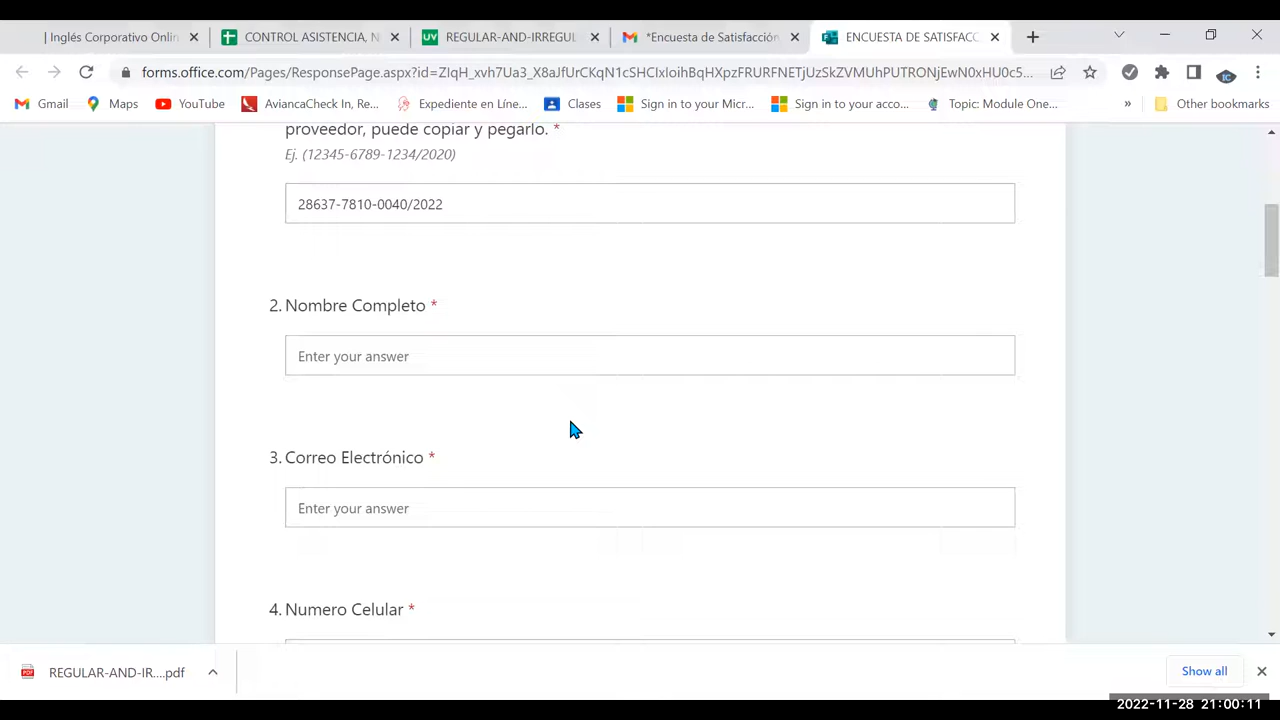 | Inglés Corporativo Onlin
CONTROL ASISTENCIA, N
REGULAR-AND-IRREGUL
*Encuesta de Satisfacción
ENCUESTA DE SATISFACC
forms.office.com/Pages/ResponsePage.aspx?id=ZIqH_xvh7Ua3_X8aJfUrCKqN1cSHCIxIoihBqHXpzFRURFNETjUzSkZVMUhPUTRONjEwN0xHU0c5...
Gmail
Maps
YouTube
AviancaCheck In, Re...
Expediente en Líne...
Clases
Sign in to your Micr...
Sign in to your acco...
Topic: Module One...
»
Other bookmarks
proveedor, puede copiar y pegarlo. *
Ej. (12345-6789-1234/2020)
28637-7810-0040/2022
2. Nombre Completo *
Enter your answer
3. Correo Electrónico *
Enter your answer
4. Numero Celular *
REGULAR-AND-IR....pdf
Show all
2022-11-28 21:00:11